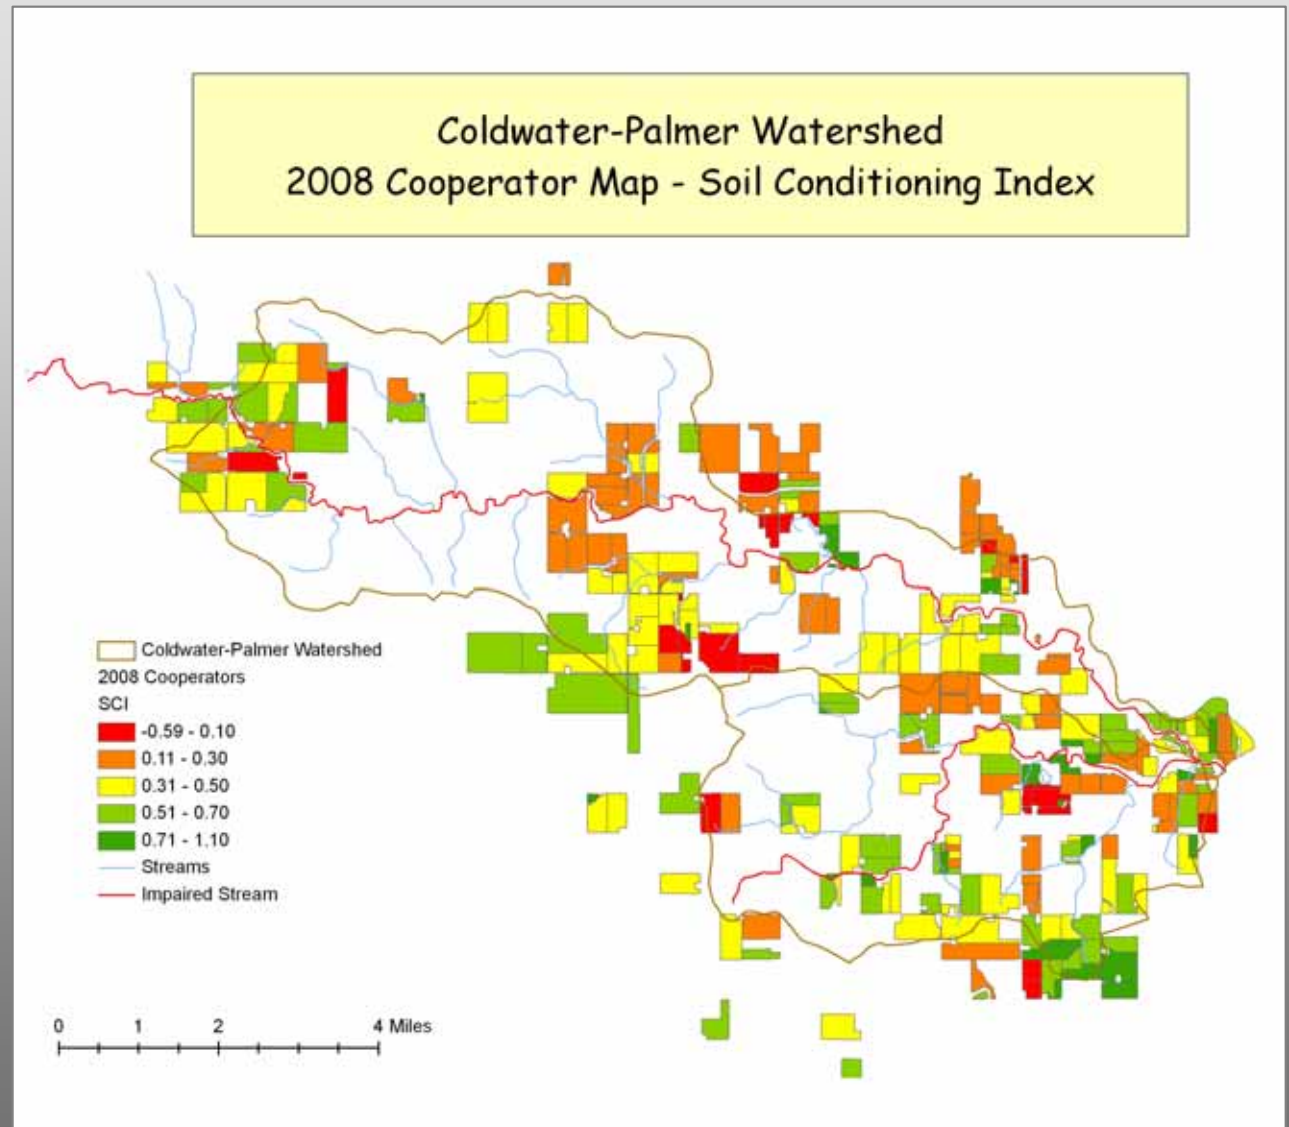 Coldwater-Palmer Watershed
2008 Cooperator Map - Soil Conditioning Index
Coldwater-Palmer Watershed
2008 Cooperators
SCI
-0.59 - 0.10
0.11 - 0.30
0.31 - 0.50
0.51 - 0.70
0.71 - 1.10
Streams
Impaired Stream
0 1 2 4 Miles